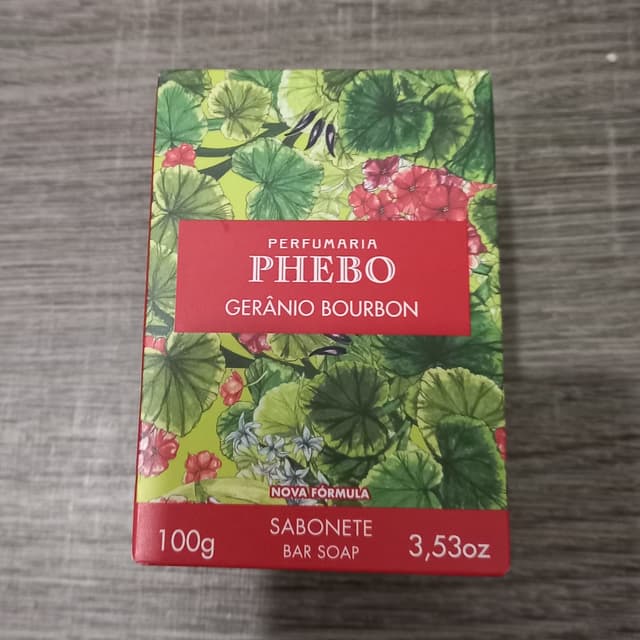 PERFUMARIA
PHEBO
GERÂNIO BOURBON
NOVA FÓRMULA
SABONETE
100g BAR SOAP 3,53oz